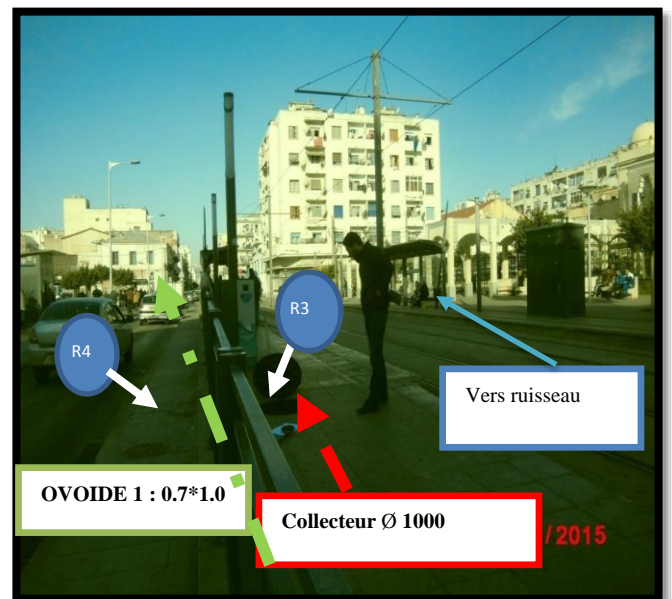 R3
R4
Vers ruisseau
OVOIDE 1 : 0.7*1.0
Collecteur Ø 1000
/ 2015